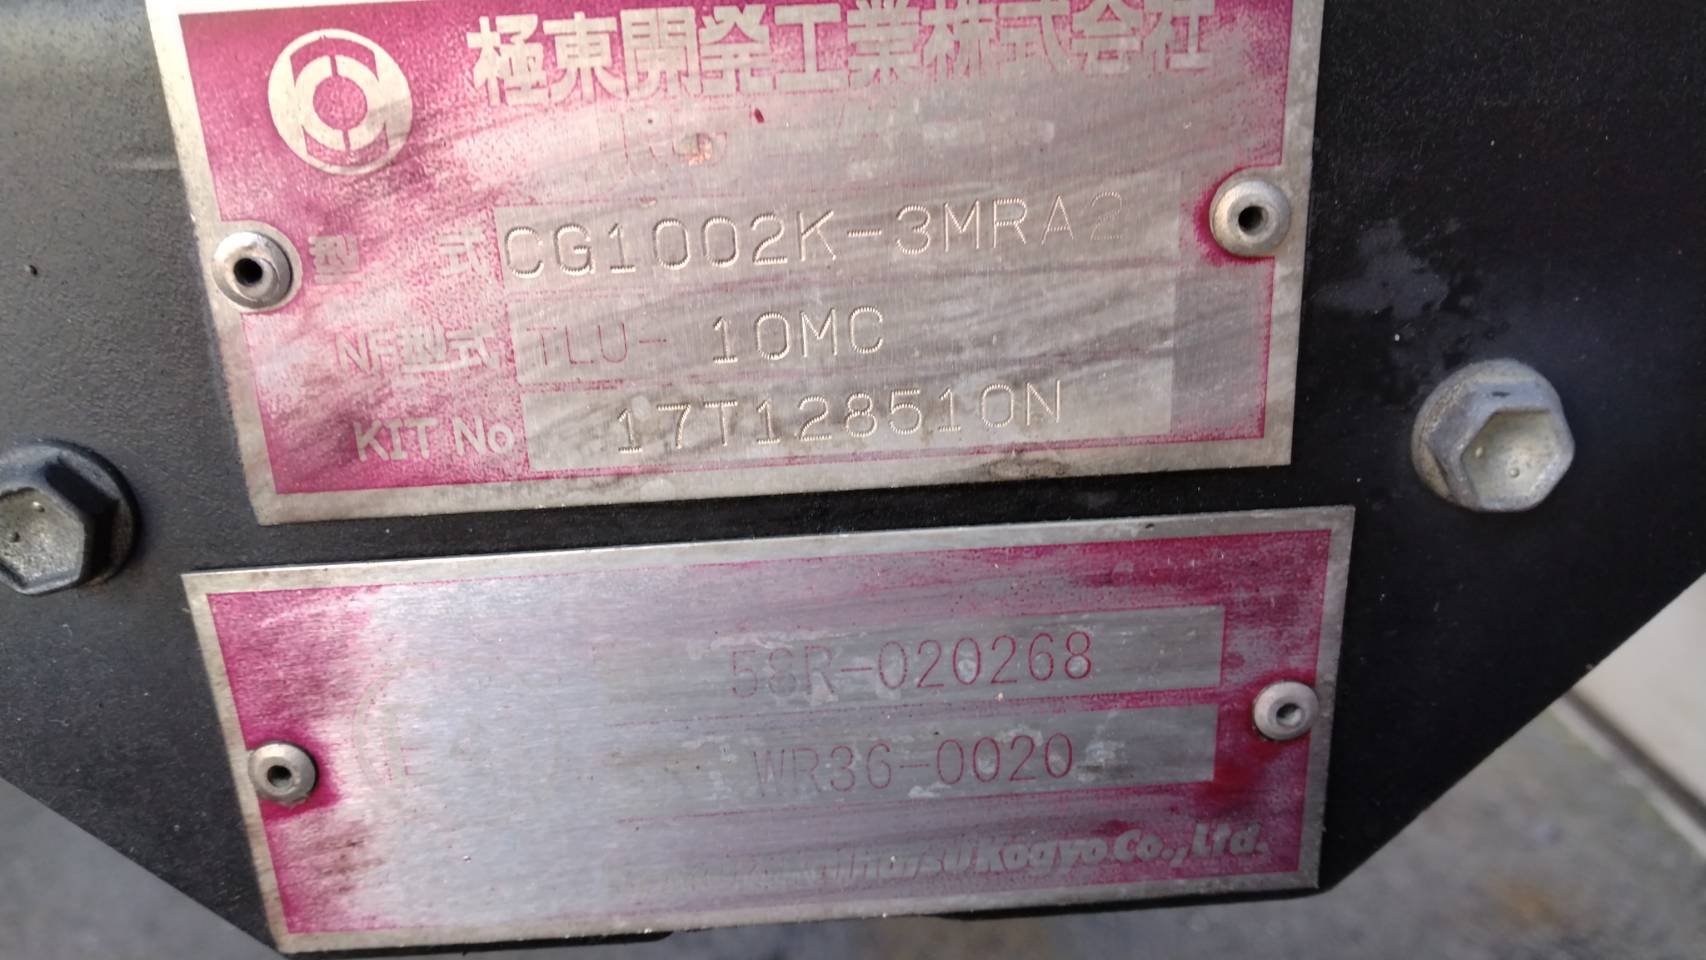 極東開発工業株式会社
型 式 CG1002K-3MRA2
NF型式 TLU- 10MC
KIT No 17T128510N
58R-020268
WR36-0020
Kogyo Co., Ltd.